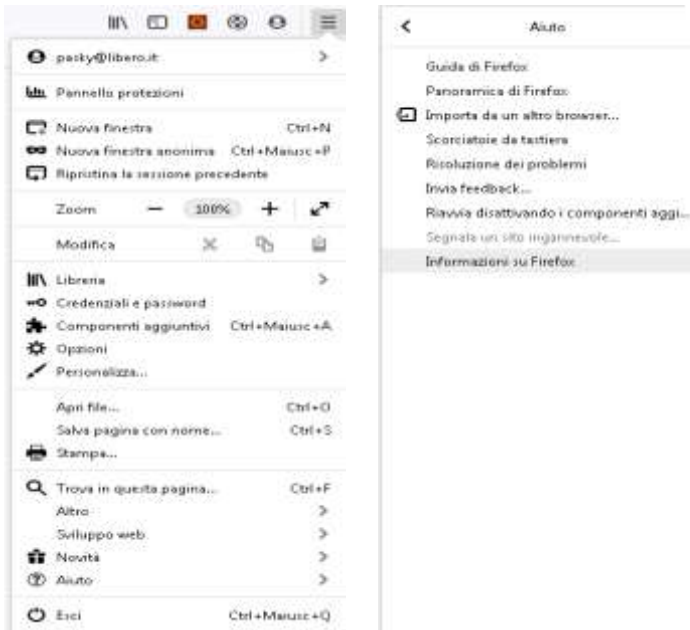 pasky@libero.it
Pannello protezioni
Nuova finestra Ctrl+N
Nuova finestra anonima Ctrl+Maiusc+P
Ripristina la sessione precedente
Zoom − 100% +
Modifica
Libreria
Credenziali e password
Componenti aggiuntivi Ctrl+Maiusc+A
Opzioni
Personalizza...
Apri file... Ctrl+O
Salva pagina con nome... Ctrl+S
Stampa...
Trova in questa pagina... Ctrl+F
Altro
Sviluppo web
Novità
Aiuto
Esci Ctrl+Maiusc+Q
Aiuto
Guida di Firefox
Panoramica di Firefox
Importa da un altro browser...
Scorciatoie da tastiera
Risoluzione dei problemi
Invia feedback...
Riavvia disattivando i componenti aggi...
Segnala un sito ingannevole...
Informazioni su Firefox